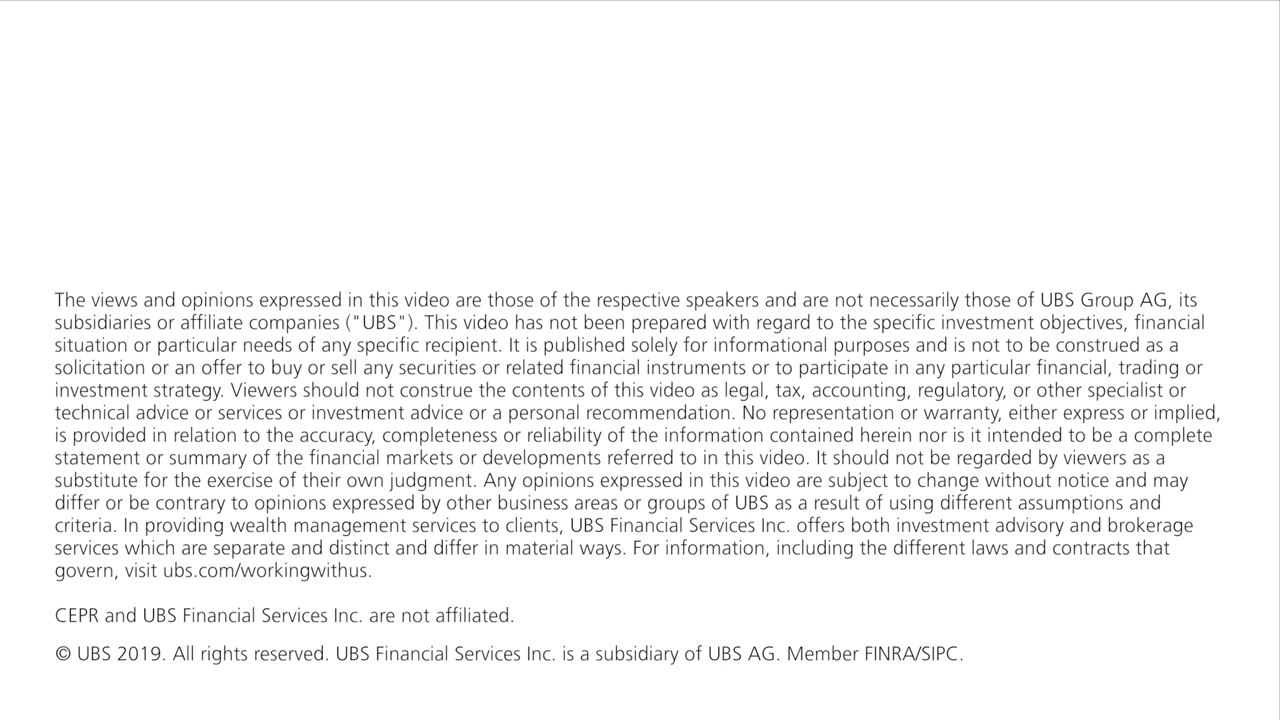 The views and opinions expressed in this video are those of the respective speakers and are not necessarily those of UBS Group AG, its
subsidiaries or affiliate companies ("UBS"). This video has not been prepared with regard to the specific investment objectives, financial
situation or particular needs of any specific recipient. It is published solely for informational purposes and is not to be construed as a
solicitation or an offer to buy or sell any securities or related financial instruments or to participate in any particular financial, trading or
investment strategy. Viewers should not construe the contents of this video as legal, tax, accounting, regulatory, or other specialist or
technical advice or services or investment advice or a personal recommendation. No representation or warranty, either express or implied,
is provided in relation to the accuracy, completeness or reliability of the information contained herein nor is it intended to be a complete
statement or summary of the financial markets or developments referred to in this video. It should not be regarded by viewers as a
substitute for the exercise of their own judgment. Any opinions expressed in this video are subject to change without notice and may
differ or be contrary to opinions expressed by other business areas or groups of UBS as a result of using different assumptions and
criteria. In providing wealth management services to clients, UBS Financial Services Inc. offers both investment advisory and brokerage
services which are separate and distinct and differ in material ways. For information, including the different laws and contracts that
govern, visit ubs.com/workingwithus.
CEPR and UBS Financial Services Inc. are not affiliated.
© UBS 2019. All rights reserved. UBS Financial Services Inc. is a subsidiary of UBS AG. Member FINRA/SIPC.